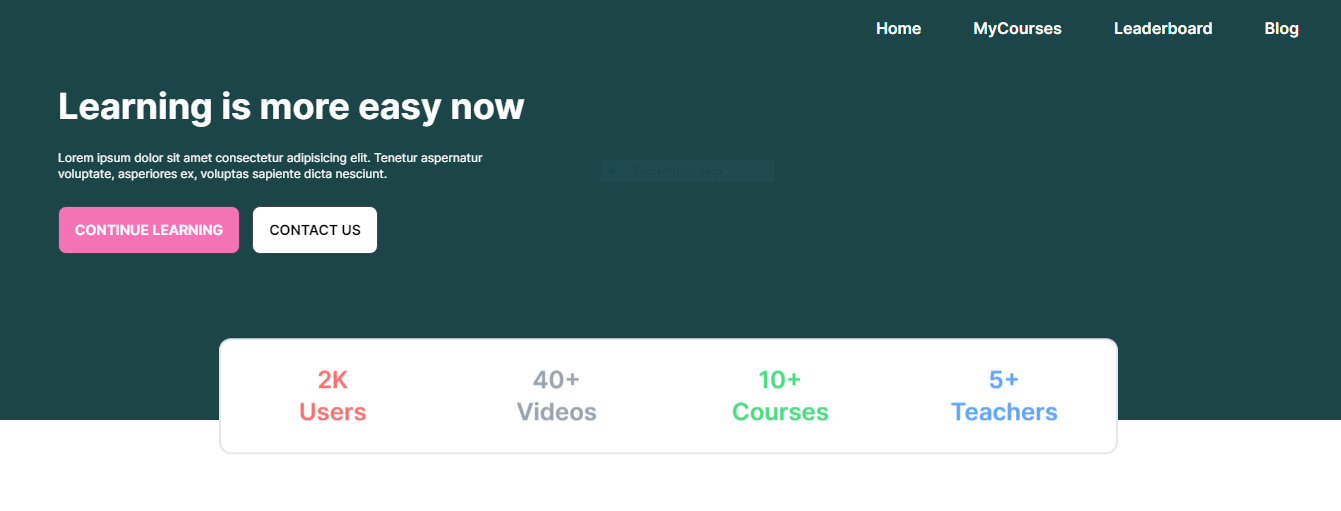 Home MyCourses Leaderboard Blog
Learning is more easy now
Lorem ipsum dolor sit amet consectetur adipisicing elit. Tenetur aspernatur
voluptate, asperiores ex, voluptas sapiente dicta nesciunt.
Rectangular Snip
CONTINUE LEARNING CONTACT US
2K 40+ 10+ 5+
Users Videos Courses Teachers